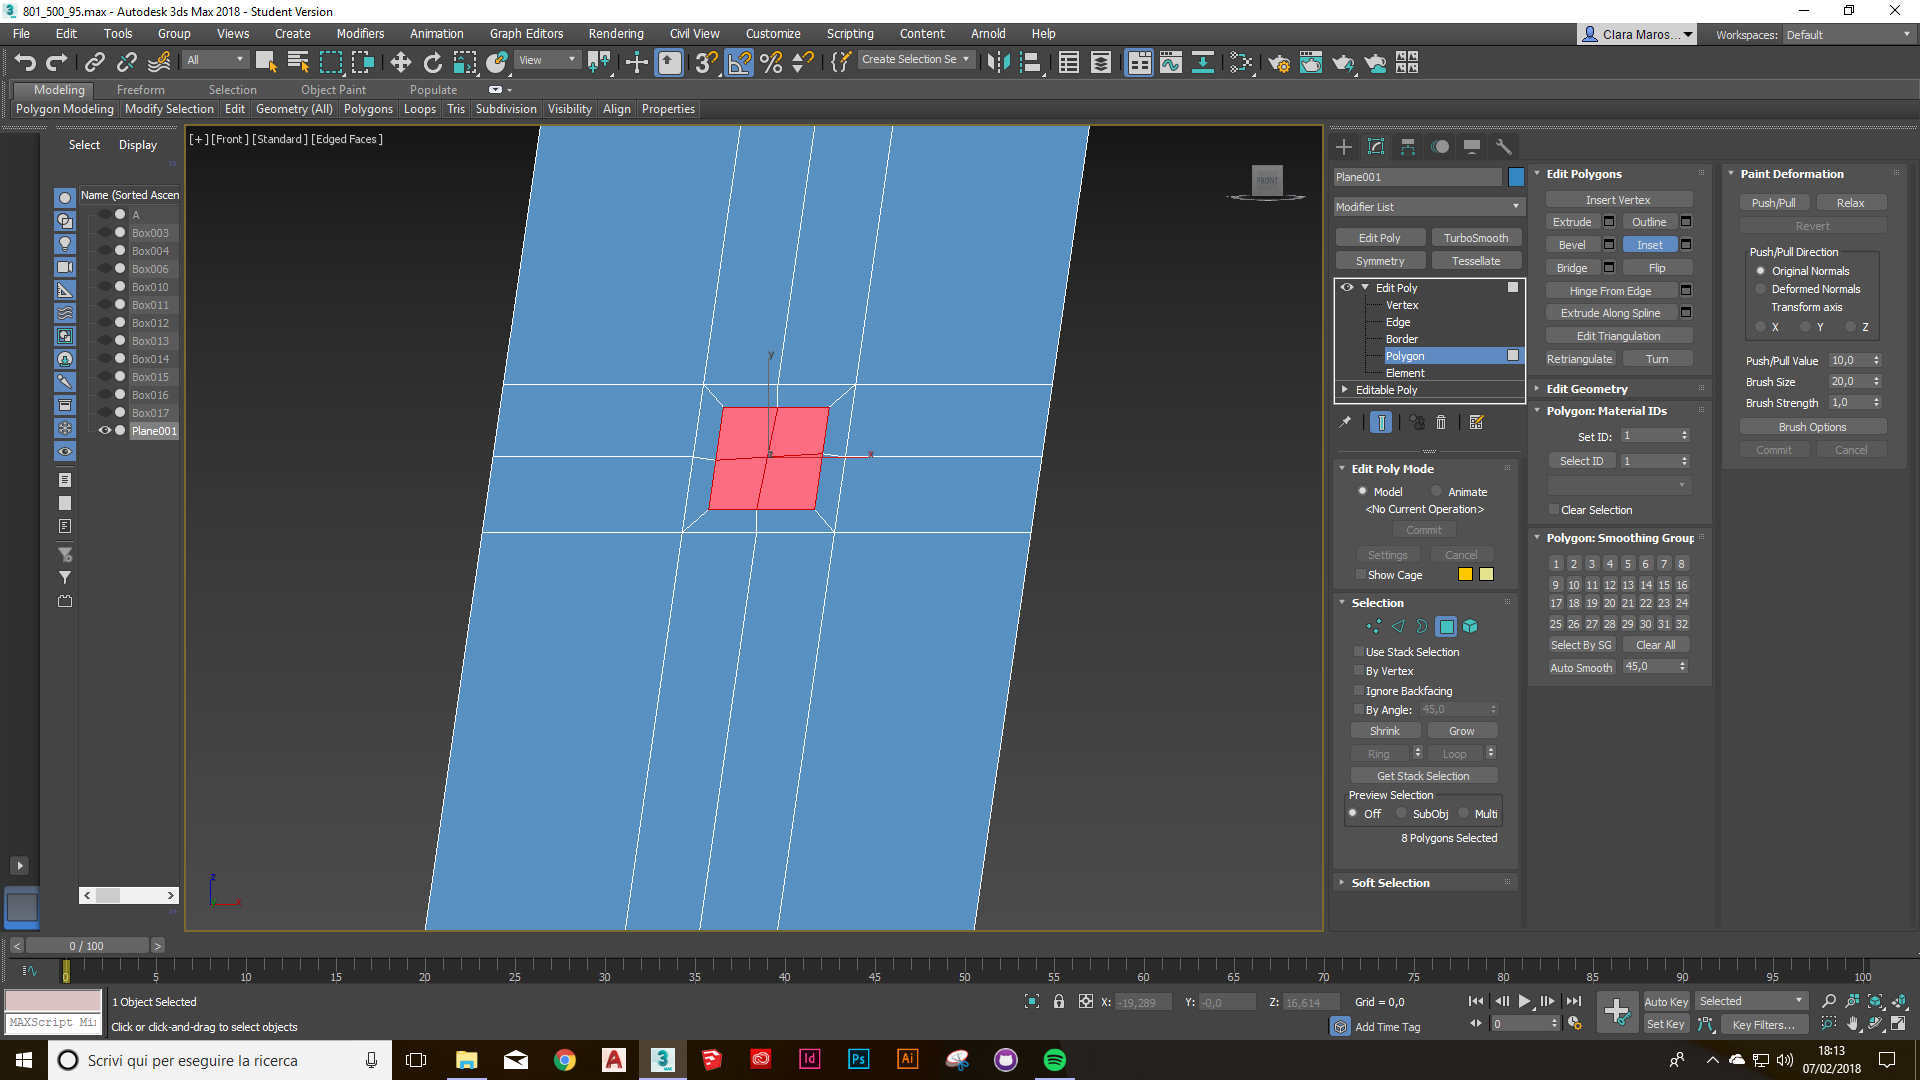 801_500_95.max - Autodesk 3ds Max 2018 - Student Version
File Edit Tools Group Views Create Modifiers Animation Graph Editors Rendering Civil View Customize Scripting Content Arnold Help
Clara Maros... Workspaces: Default
All View Create Selection Se
Modeling Freeform Selection Object Paint Populate
Polygon Modeling Modify Selection Edit Geometry (All) Polygons Loops Tris Subdivision Visibility Align Properties
Select Display
Name (Sorted Ascen
A
Box003
Box004
Box006
Box010
Box011
Box012
Box013
Box014
Box015
Box016
Box017
Plane001
[+] [Front ] [Standard ] [Edged Faces ]
FRONT
y
x
z
z
x
Plane001
Modifier List
Edit Poly TurboSmooth
Symmetry Tessellate
Edit Poly
Vertex
Edge
Border
Polygon
Element
Editable Poly
Edit Poly Mode
Model Animate
<No Current Operation>
Commit
Settings Cancel
Show Cage
Selection
Use Stack Selection
By Vertex
Ignore Backfacing
By Angle: 45,0
Shrink Grow
Ring Loop
Get Stack Selection
Preview Selection
Off SubObj Multi
8 Polygons Selected
Soft Selection
Edit Polygons
Insert Vertex
Extrude Outline
Bevel Inset
Bridge Flip
Hinge From Edge
Extrude Along Spline
Edit Triangulation
Retriangulate Turn
Edit Geometry
Polygon: Material IDs
Set ID: 1
Select ID 1
Clear Selection
Polygon: Smoothing Group
1 2 3 4 5 6 7 8
9 10 11 12 13 14 15 16
17 18 19 20 21 22 23 24
25 26 27 28 29 30 31 32
Select By SG Clear All
Auto Smooth 45,0
Paint Deformation
Push/Pull Relax
Revert
Push/Pull Direction
Original Normals
Deformed Normals
Transform axis
X Y Z
Push/Pull Value 10,0
Brush Size 20,0
Brush Strength 1,0
Brush Options
Commit Cancel
< 0 / 100 >
0 5 10 15 20 25 30 35 40 45 50 55 60 65 70 75 80 85 90 95 100
1 Object Selected
X: -19,289 Y: -0,0 Z: 16,614 Grid = 0,0
Auto Key Selected
MAXScript Mi
Click or click-and-drag to select objects
Add Time Tag
0
Set Key Key Filters...
Scrivi qui per eseguire la ricerca
18:13
07/02/2018